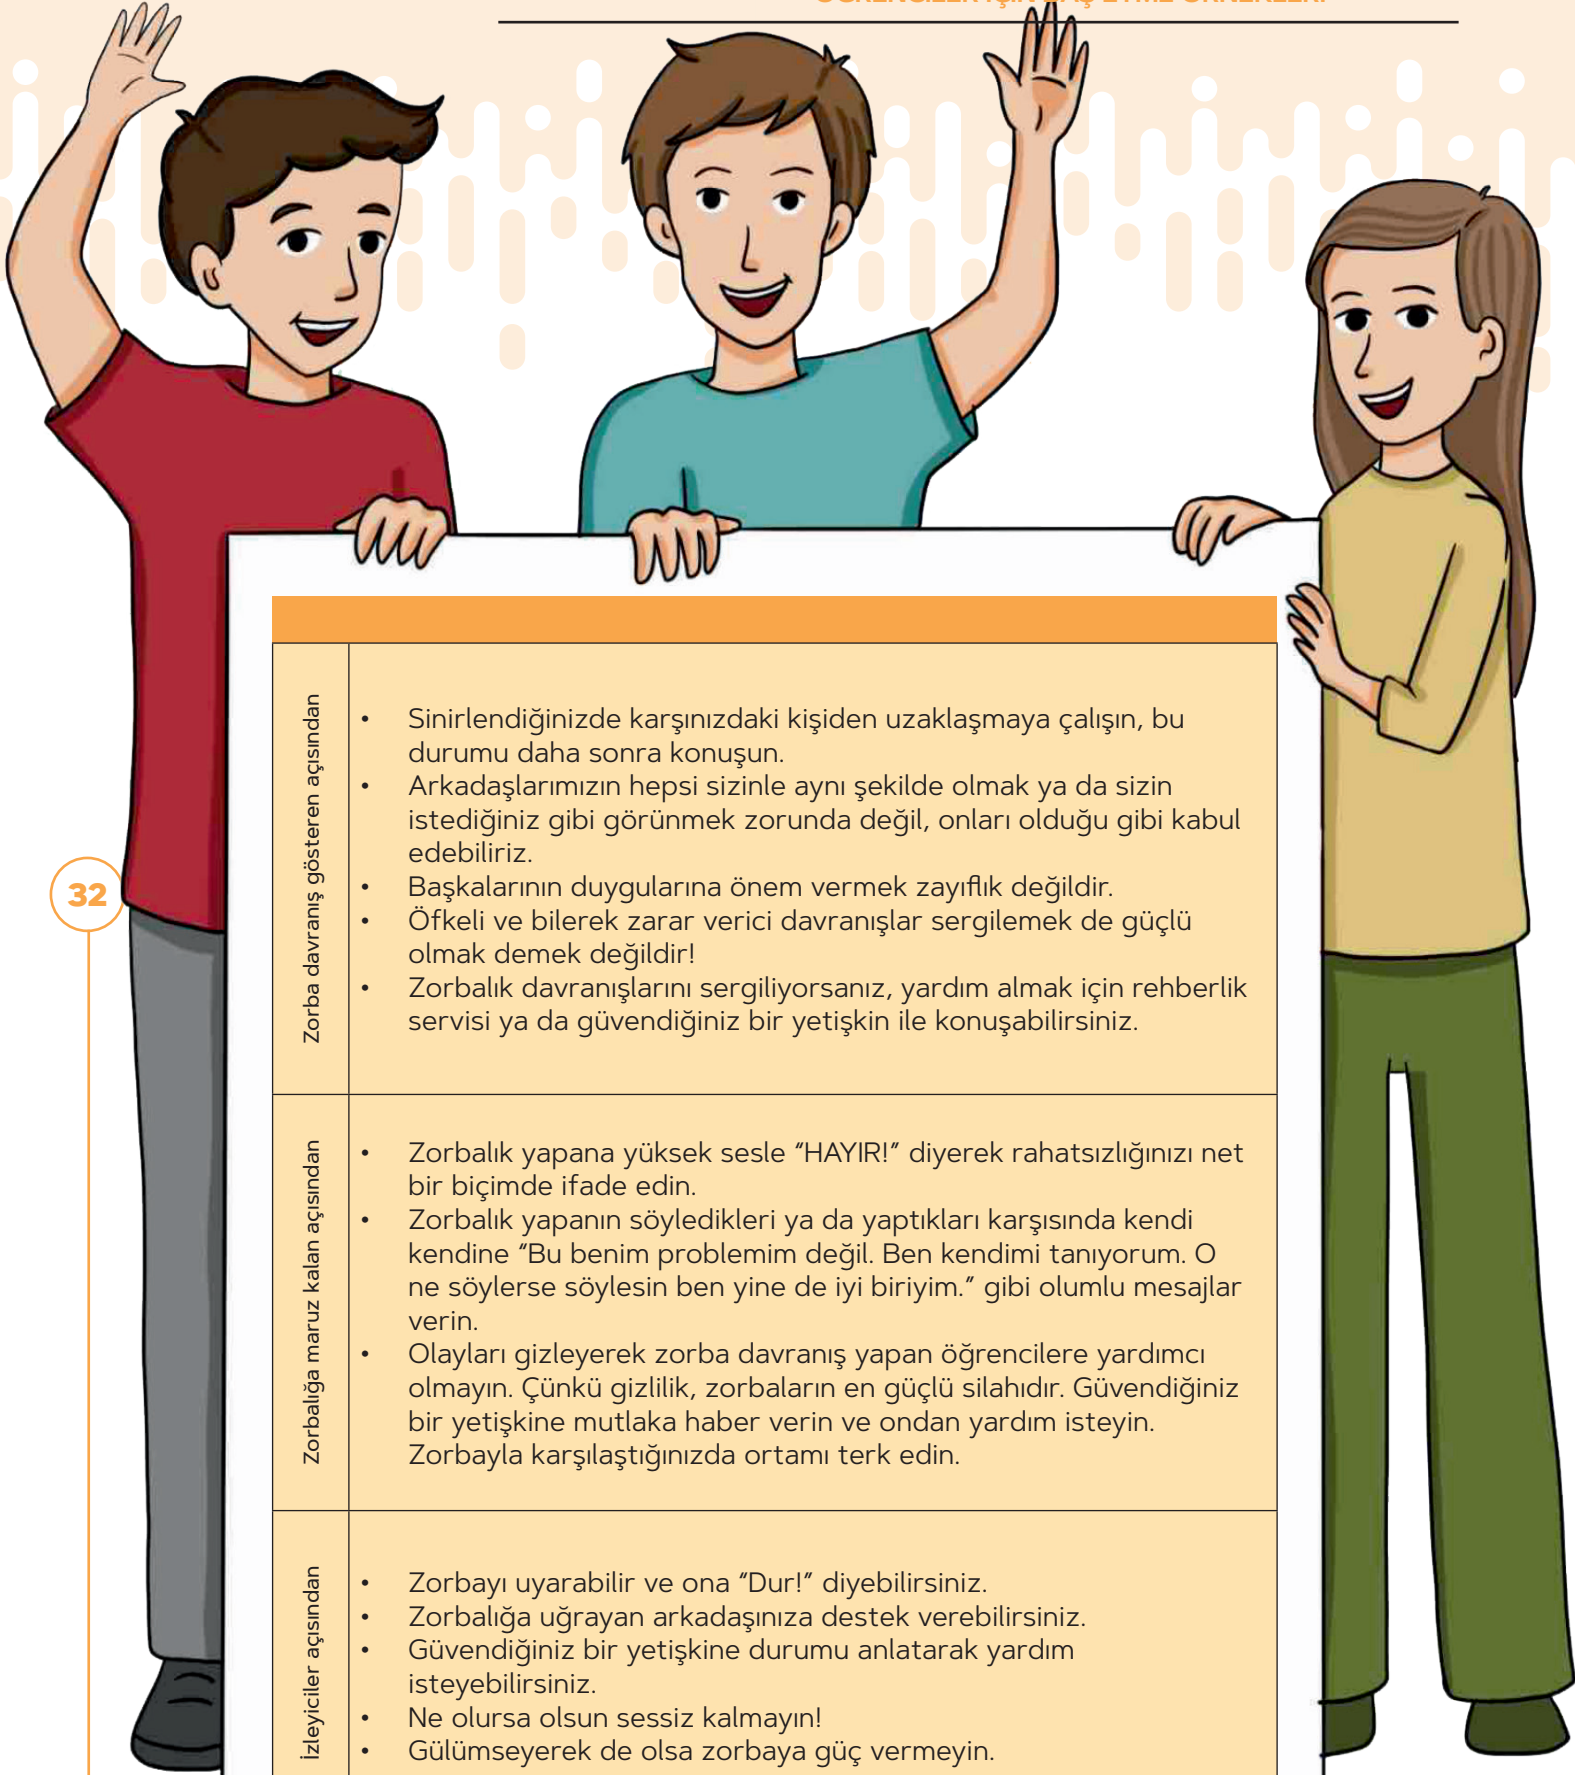 ÖĞRENCİLER İÇİN BAŞ ETME ÖRNEKLERİ
Zorba davranış gösteren açısından
• Sinirlendiğinizde karşınızdaki kişiden uzaklaşmaya çalışın, bu
durumu daha sonra konuşun.
• Arkadaşlarımızın hepsi sizinle aynı şekilde olmak ya da sizin
istediğiniz gibi görünmek zorunda değil, onları olduğu gibi kabul
edebiliriz.
• Başkalarının duygularına önem vermek zayıflık değildir.
• Öfkeli ve bilerek zarar verici davranışlar sergilemek de güçlü
olmak demek değildir!
• Zorbalık davranışlarını sergiliyorsanız, yardım almak için rehberlik
servisi ya da güvendiğiniz bir yetişkin ile konuşabilirsiniz.
32
Zorbalığa maruz kalan açısından
• Zorbalık yapana yüksek sesle “HAYIR!” diyerek rahatsızlığınızı net
bir biçimde ifade edin.
• Zorbalık yapanın söyledikleri ya da yaptıkları karşısında kendi
kendine “Bu benim problemim değil. Ben kendimi tanıyorum. O
ne söylerse söylesin ben yine de iyi biriyim.” gibi olumlu mesajlar
verin.
• Olayları gizleyerek zorba davranış yapan öğrencilere yardımcı
olmayın. Çünkü gizlilik, zorbaların en güçlü silahıdır. Güvendiğiniz
bir yetişkine mutlaka haber verin ve ondan yardım isteyin.
Zorbayla karşılaştığınızda ortamı terk edin.
İzleyiciler açısından
• Zorbayı uyarabilir ve ona “Dur!” diyebilirsiniz.
• Zorbalığa uğrayan arkadaşınıza destek verebilirsiniz.
• Güvendiğiniz bir yetişkine durumu anlatarak yardım
isteyebilirsiniz.
• Ne olursa olsun sessiz kalmayın!
• Gülümseyerek de olsa zorbaya güç vermeyin.